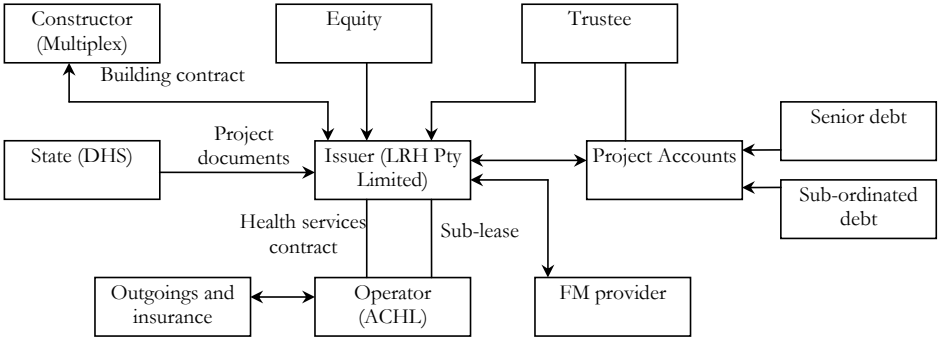 Constructor
(Multiplex)
Equity
Trustee
Building contract
Senior debt
State (DHS)
Project
documents
Issuer (LRH Pty
Limited)
Project Accounts
Sub-ordinated
debt
Health services
contract
Sub-lease
Outgoings and
insurance
Operator
(ACHL)
FM provider